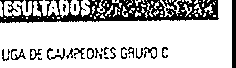 RESULTADOS
LIGA DE CAMPEONES GRUPO C